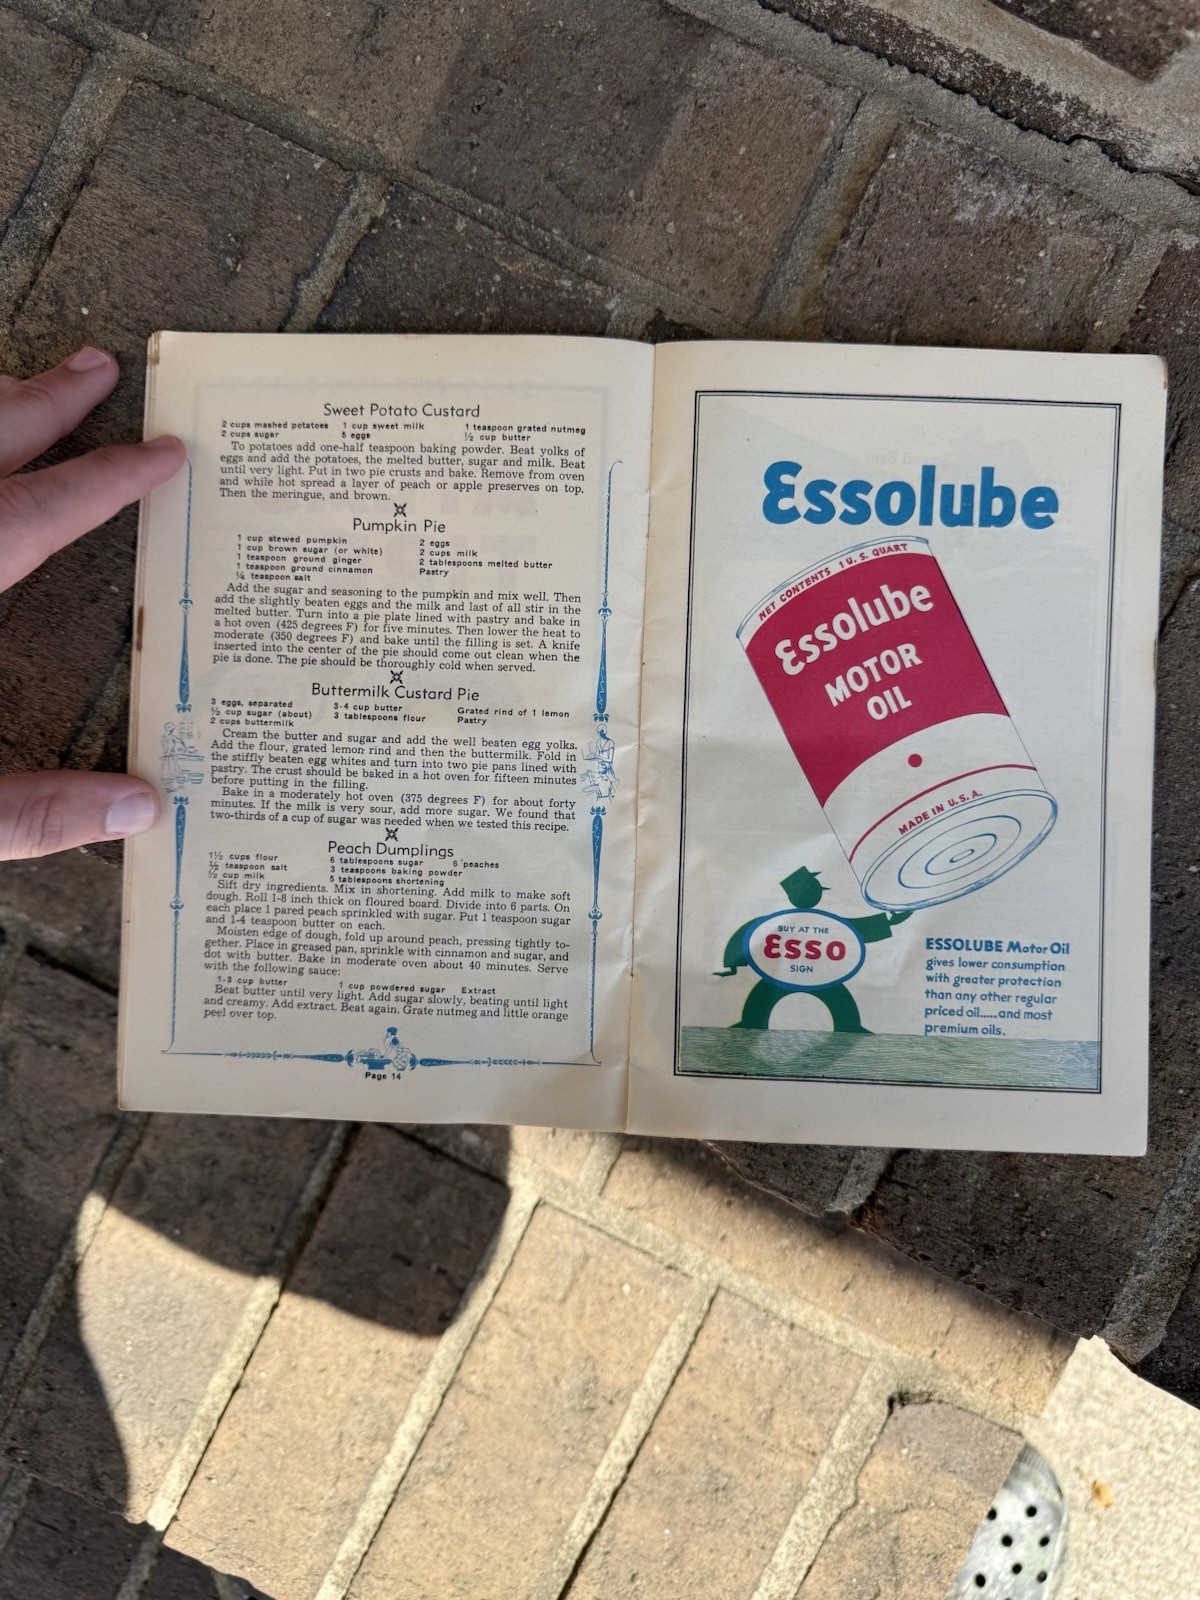 Sweet Potato Custard
2 cups mashed potatoes 1 cup sweet milk 1 teaspoon grated nutmeg
2 cups sugar 5 eggs ½ cup butter
To potatoes add one-half teaspoon baking powder. Beat yolks of
eggs and add the potatoes, the melted butter, sugar and milk. Beat
until very light. Put in two pie crusts and bake. Remove from oven
and while hot spread a layer of peach or apple preserves on top.
Then the meringue, and brown.
Pumpkin Pie
1 cup stewed pumpkin 2 eggs
1 cup brown sugar (or white) 2 cups milk
1 teaspoon ground ginger 2 tablespoons melted butter
1 teaspoon ground cinnamon Pastry
¼ teaspoon salt
Add the sugar and seasoning to the pumpkin and mix well. Then
add the slightly beaten eggs and the milk and last of all stir in the
melted butter. Turn into a pie plate lined with pastry and bake in
a hot oven (425 degrees F) for five minutes. Then lower the heat to
moderate (350 degrees F) and bake until the filling is set. A knife
inserted into the center of the pie should come out clean when the
pie is done. The pie should be thoroughly cold when served.
Buttermilk Custard Pie
3 eggs, separated 3-4 cup butter Grated rind of 1 lemon
½ cup sugar (about) 3 tablespoons flour Pastry
2 cups buttermilk
Cream the butter and sugar and add the well beaten egg yolks.
Add the flour, grated lemon rind and then the buttermilk. Fold in
the stiffly beaten egg whites and turn into two pie pans lined with
pastry. The crust should be baked in a hot oven for fifteen minutes
before putting in the filling.
Bake in a moderately hot oven (375 degrees F) for about forty
minutes. If the milk is very sour, add more sugar. We found that
two-thirds of a cup of sugar was needed when we tested this recipe.
Peach Dumplings
1½ cups flour 6 tablespoons sugar 6 peaches
½ teaspoon salt 3 teaspoons baking powder
½ cup milk 5 tablespoons shortening
Sift dry ingredients. Mix in shortening. Add milk to make soft
dough. Roll 1-8 inch thick on floured board. Divide into 6 parts. On
each place 1 pared peach sprinkled with sugar. Put 1 teaspoon sugar
and 1-4 teaspoon butter on each.
Moisten edge of dough, fold up around peach, pressing tightly to-
gether. Place in greased pan, sprinkle with cinnamon and sugar, and
dot with butter. Bake in moderate oven about 40 minutes. Serve
with the following sauce:
1-3 cup butter 1 cup powdered sugar Extract
Beat butter until very light. Add sugar slowly, beating until light
and creamy. Add extract. Beat again. Grate nutmeg and little orange
peel over top.
Page 14
Essolube
NET CONTENTS 1 U. S. QUART
Essolube
MOTOR
OIL
MADE IN U.S.A.
BUY AT THE
Esso
SIGN
ESSOLUBE Motor Oil
gives lower consumption
with greater protection
than any other regular
priced oil.....and most
premium oils.